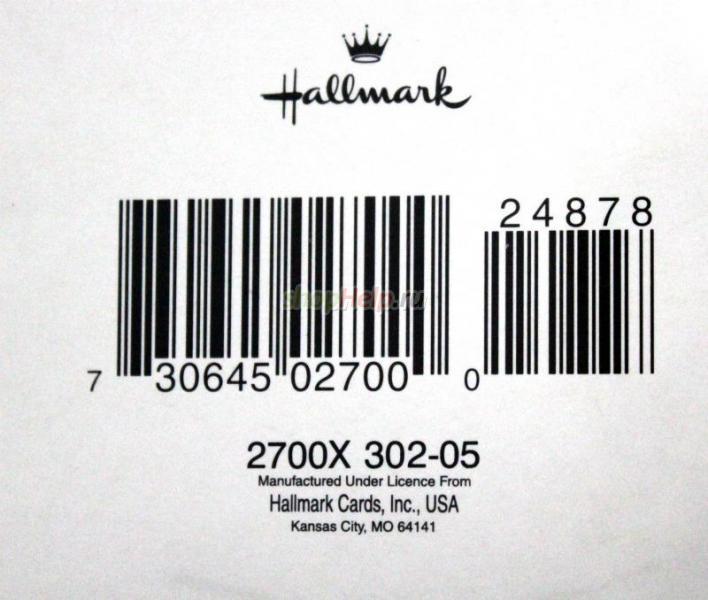 Hallmark
24878
shopHelp.ru
7 30645 02700 0
2700X 302-05
Manufactured Under Licence From
Hallmark Cards, Inc., USA
Kansas City, MO 64141